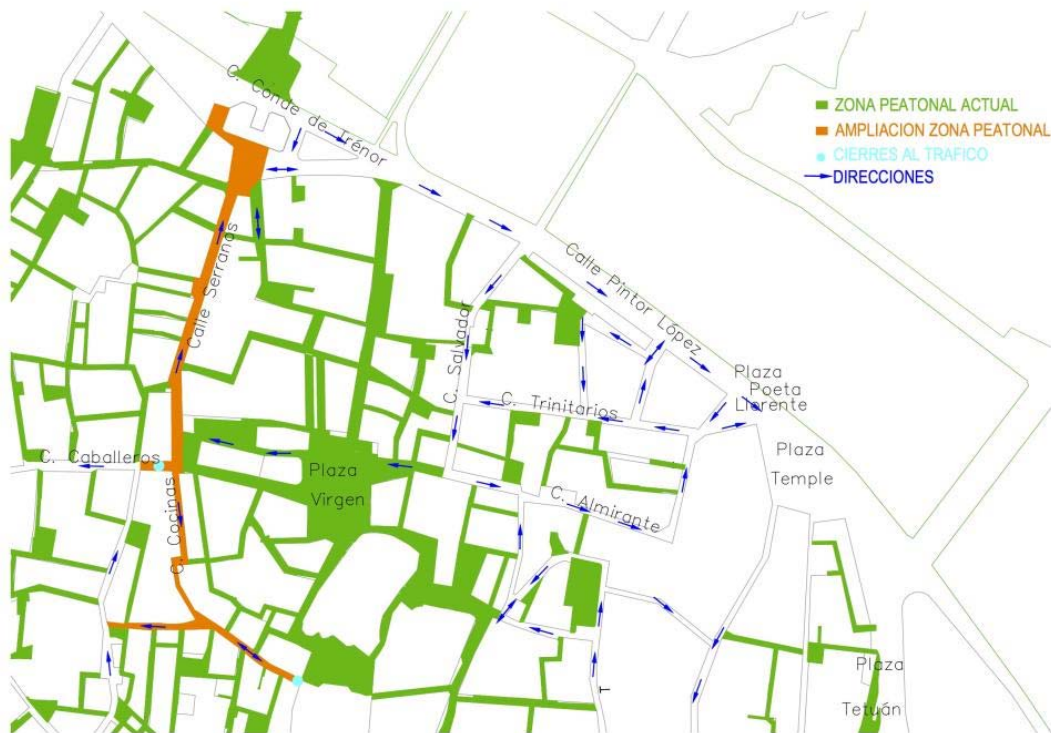 C. Conde de Trénor
ZONA PEATONAL ACTUAL
AMPLIACION ZONA PEATONAL
CIERRES AL TRAFICO
DIRECCIONES
Calle Serranos
Calle Pintor López
C. Salvador
Plaza
Poeta
Llorente
C. Trinitarios
C. Caballeros
Plaza
Virgen
Plaza
Temple
C. Cocinas
C. Almirante
Plaza
Tetuán
T